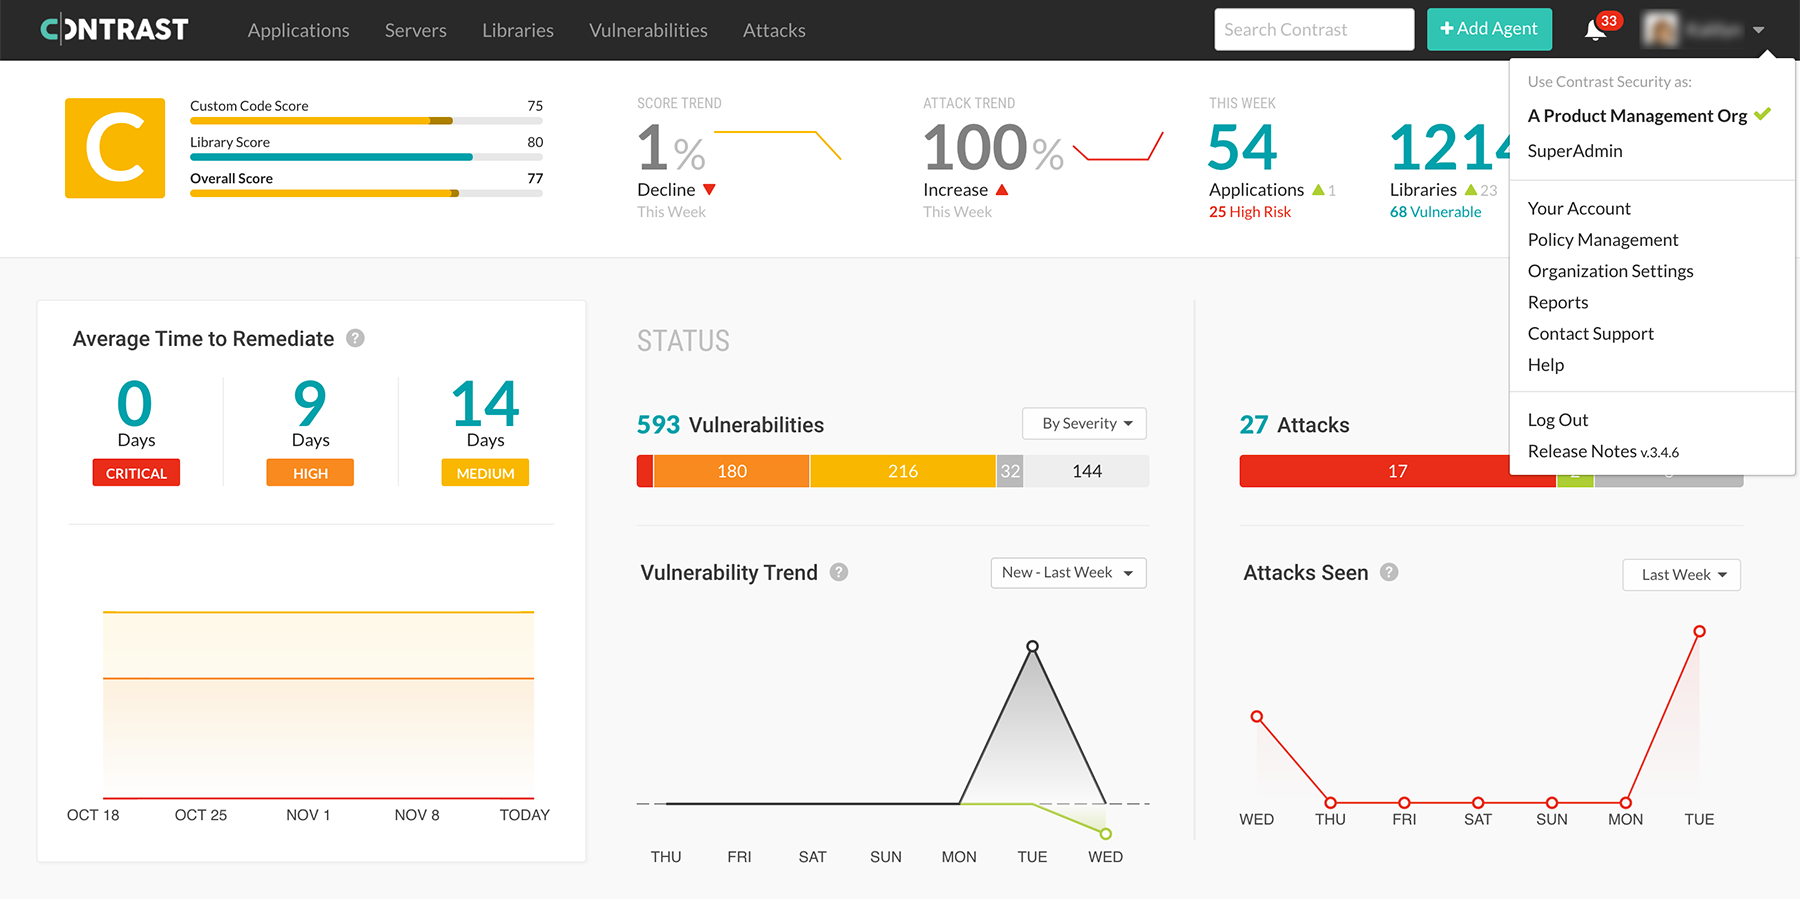 CONTRAST
Applications
Servers
Libraries
Vulnerabilities
Attacks
Search Contrast
+ Add Agent
33
Use Contrast Security as:
A Product Management Org
SuperAdmin
Your Account
Policy Management
Organization Settings
Reports
Contact Support
Help
Log Out
Release Notes v.3.4.6
C
Custom Code Score 75
Library Score 80
Overall Score 77
SCORE TREND
1%
Decline
This Week
ATTACK TREND
100%
Increase
This Week
THIS WEEK
54
Applications 1
25 High Risk
1214
Libraries 23
68 Vulnerable
Average Time to Remediate ?
0 9 14
Days Days Days
CRITICAL HIGH MEDIUM
OCT 18 OCT 25 NOV 1 NOV 8 TODAY
STATUS
593 Vulnerabilities
By Severity
180 216 32 144
Vulnerability Trend ?
New - Last Week
THU FRI SAT SUN MON TUE WED
27 Attacks
17
Attacks Seen ?
Last Week
WED THU FRI SAT SUN MON TUE